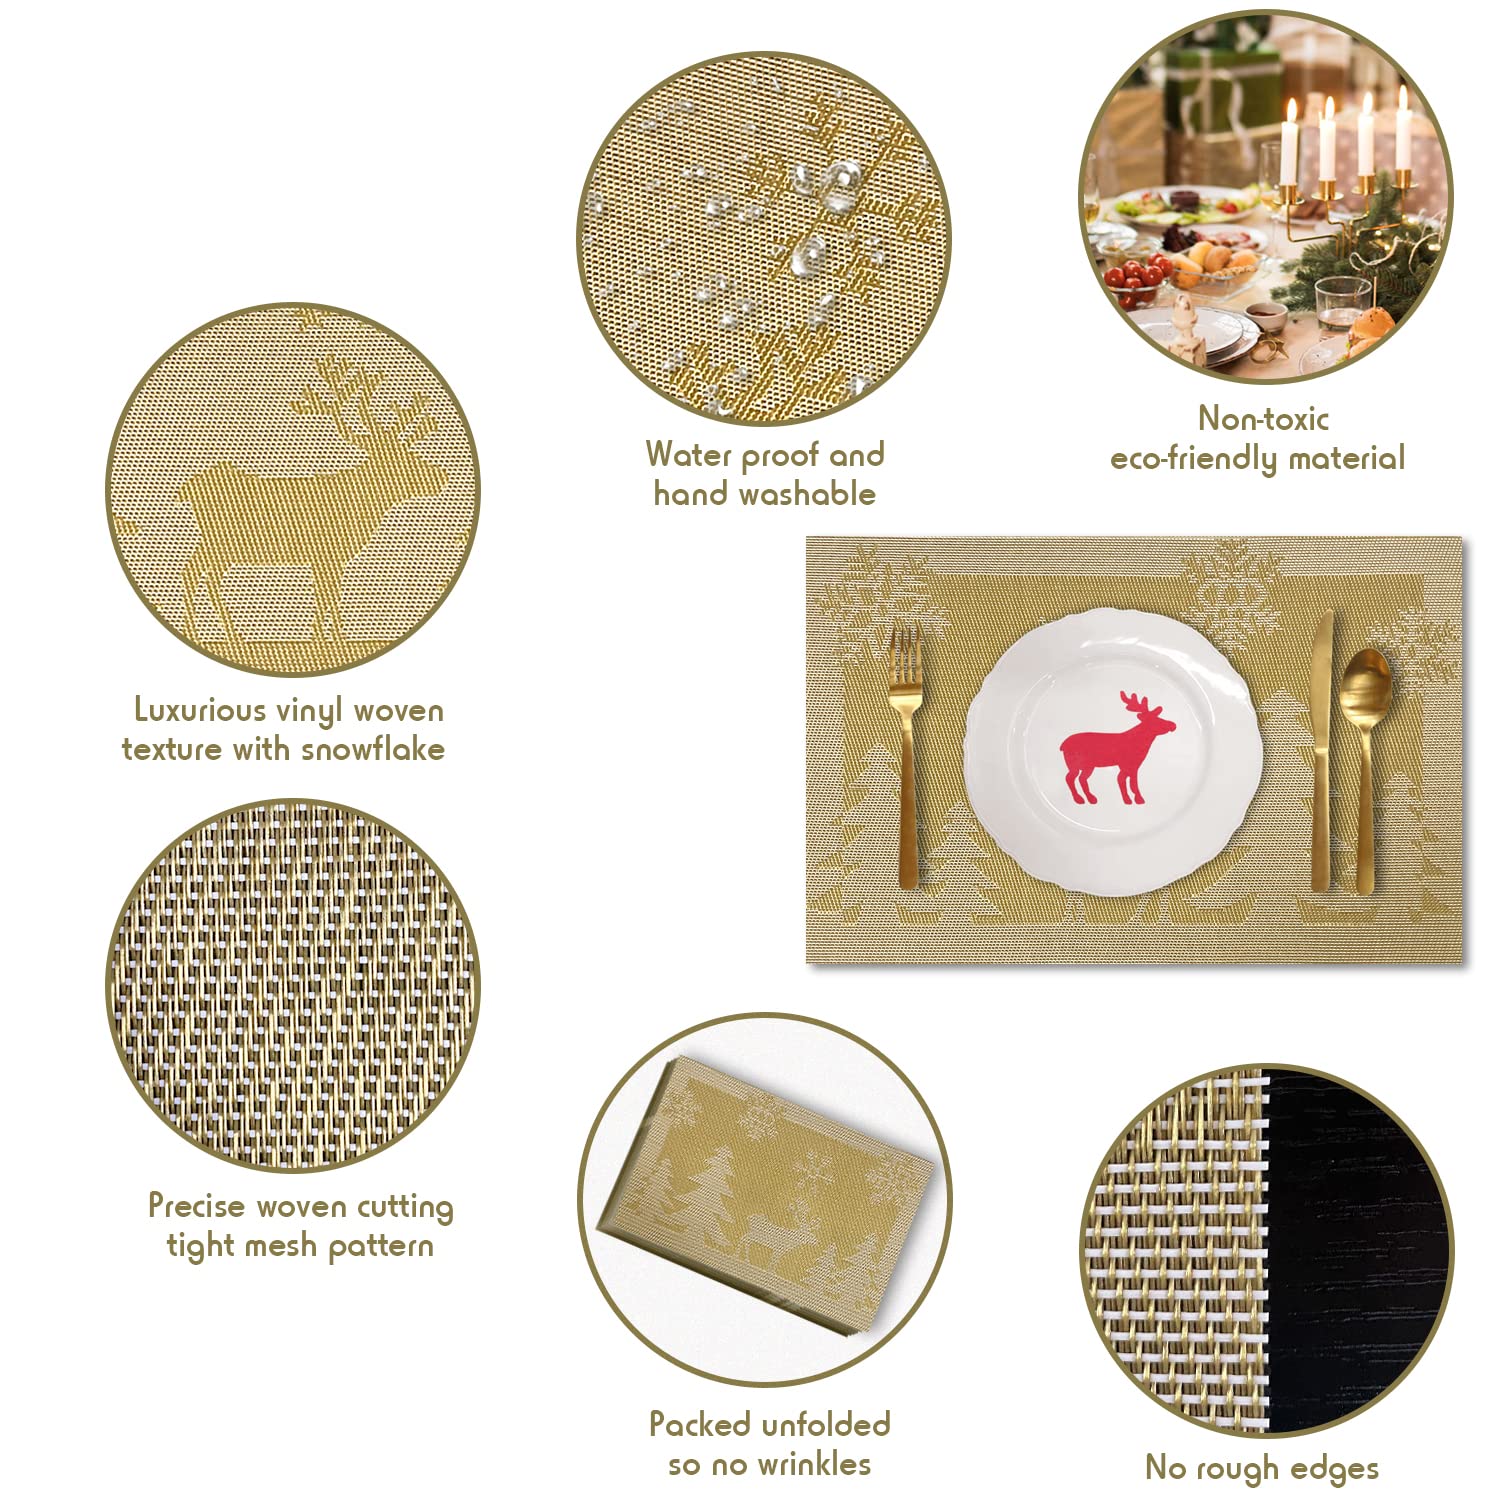 Water proof and
hand washable
Non-toxic
eco-friendly material
Luxurious vinyl woven
texture with snowflake
Precise woven cutting
tight mesh pattern
Packed unfolded
so no wrinkles
No rough edges